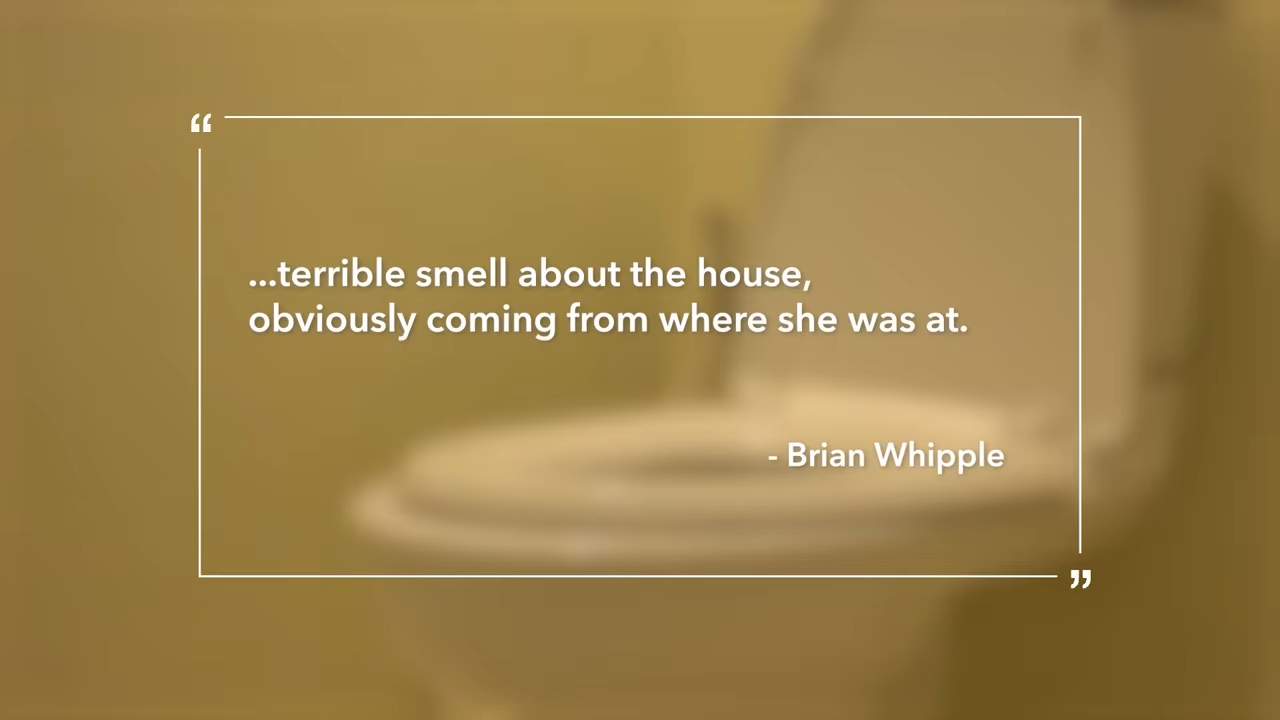 “
...terrible smell about the house,
obviously coming from where she was at.
- Brian Whipple
”